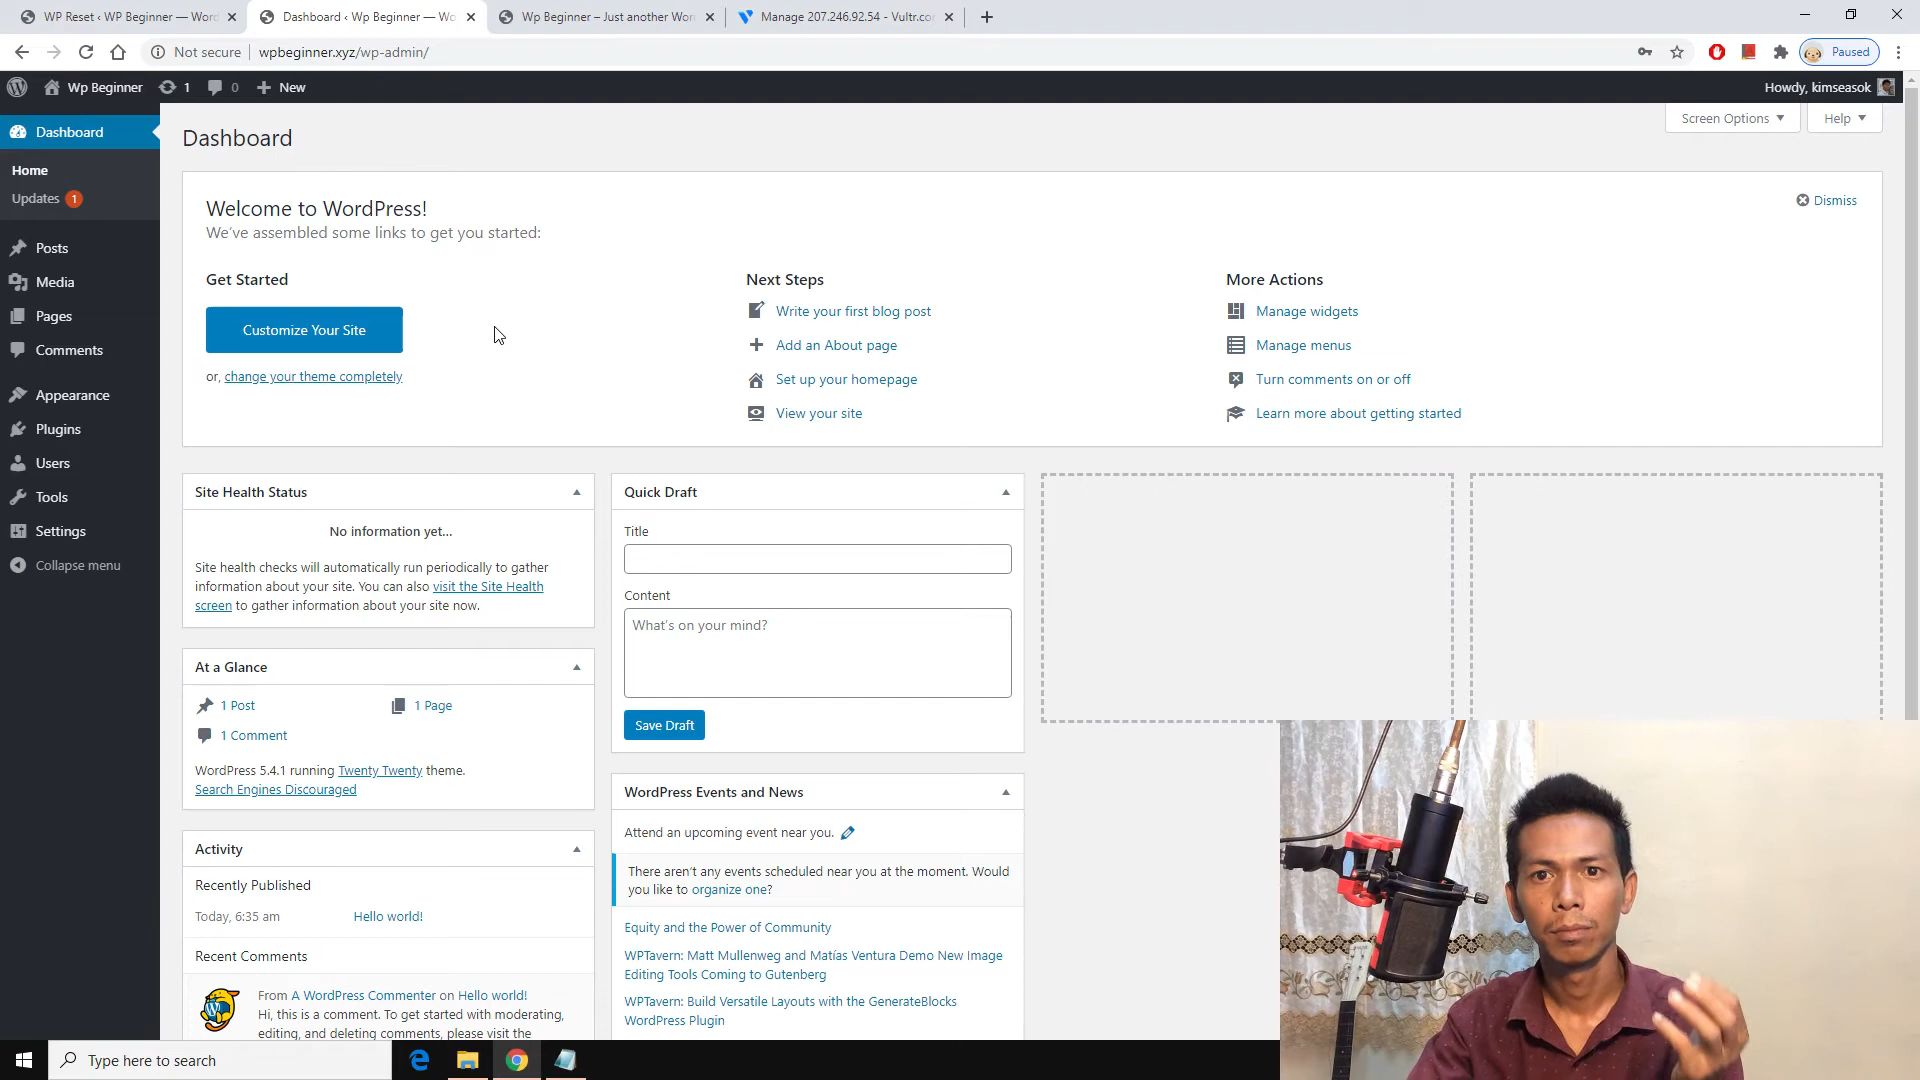 WP Reset ‹ WP Beginner — Word
Dashboard ‹ Wp Beginner — Wo
Wp Beginner – Just another Wor
Manage 207.246.92.54 - Vultr.co
Not secure
wpbeginner.xyz/wp-admin/
Paused
Wp Beginner
1
0
New
Howdy, kimseasok
Dashboard
Home
Updates 1
Posts
Media
Pages
Comments
Appearance
Plugins
Users
Tools
Settings
Collapse menu
Dashboard
Screen Options
Help
Welcome to WordPress!
We've assembled some links to get you started:
Dismiss
Get Started
Customize Your Site
or, change your theme completely
Next Steps
Write your first blog post
Add an About page
Set up your homepage
View your site
More Actions
Manage widgets
Manage menus
Turn comments on or off
Learn more about getting started
Site Health Status
No information yet...
Site health checks will automatically run periodically to gather
information about your site. You can also visit the Site Health
screen to gather information about your site now.
At a Glance
1 Post
1 Page
1 Comment
WordPress 5.4.1 running Twenty Twenty theme.
Search Engines Discouraged
Activity
Recently Published
Today, 6:35 am
Hello world!
Recent Comments
From A WordPress Commenter on Hello world!
Hi, this is a comment. To get started with moderating,
editing, and deleting comments, please visit the
Quick Draft
Title
Content
What's on your mind?
Save Draft
WordPress Events and News
Attend an upcoming event near you.
There aren't any events scheduled near you at the moment. Would
you like to organize one?
Equity and the Power of Community
WPTavern: Matt Mullenweg and Matías Ventura Demo New Image
Editing Tools Coming to Gutenberg
WPTavern: Build Versatile Layouts with the GenerateBlocks
WordPress Plugin
Type here to search